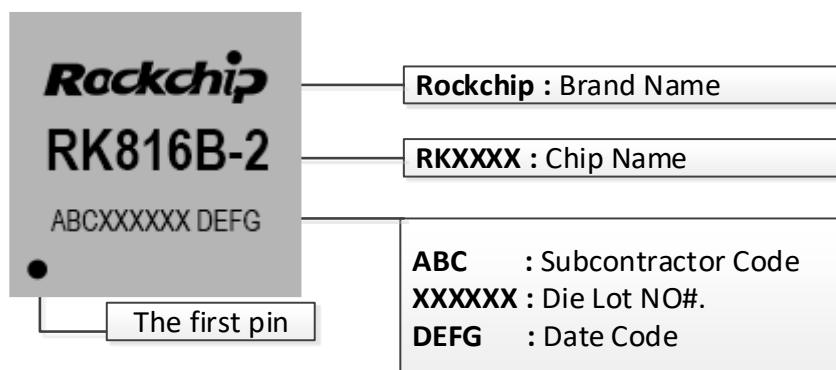 Rockchip
RK816B-2
ABCXXXXXX DEFG
The first pin
Rockchip : Brand Name
RKXXXX : Chip Name
ABC : Subcontractor Code
XXXXXX : Die Lot NO#.
DEFG : Date Code